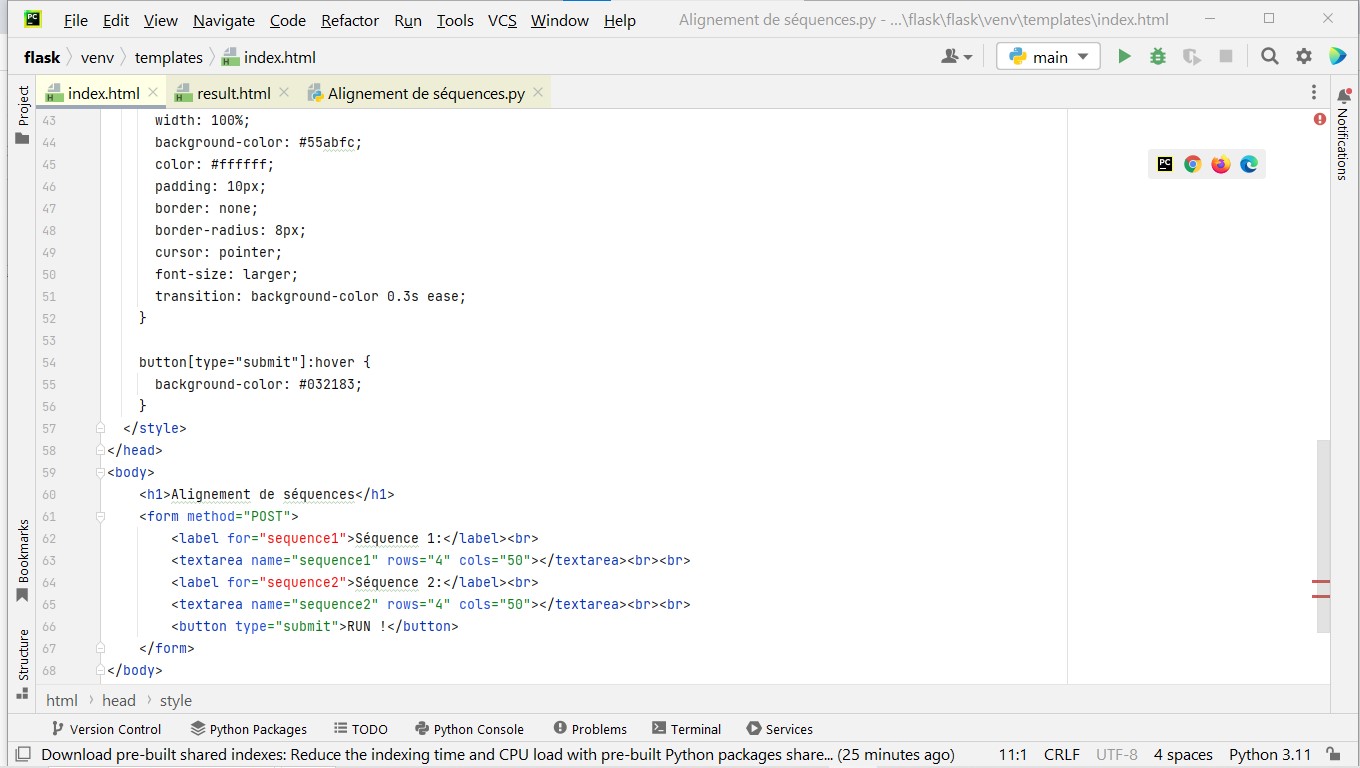 PC File Edit View Navigate Code Refactor Run Tools VCS Window Help Alignement de séquences.py - ...\flask\flask\venv\templates\index.html
flask venv templates index.html main
index.html result.html Alignement de séquences.py
Project
Notifications
43 width: 100%;
44 background-color: #55abfc;
45 color: #ffffff;
46 padding: 10px;
47 border: none;
48 border-radius: 8px;
49 cursor: pointer;
50 font-size: larger;
51 transition: background-color 0.3s ease;
52 }
53
54 button[type="submit"]:hover {
55 background-color: #032183;
56 }
57 </style>
58 </head>
59 <body>
60 <h1>Alignement de séquences</h1>
61 <form method="POST">
62 <label for="sequence1">Séquence 1:</label><br>
63 <textarea name="sequence1" rows="4" cols="50"></textarea><br><br>
64 <label for="sequence2">Séquence 2:</label><br>
65 <textarea name="sequence2" rows="4" cols="50"></textarea><br><br>
66 <button type="submit">RUN !</button>
67 </form>
68 </body>
PC
Bookmarks
Structure
html head style
Version Control Python Packages TODO Python Console Problems Terminal Services
Download pre-built shared indexes: Reduce the indexing time and CPU load with pre-built Python packages share... (25 minutes ago) 11:1 CRLF UTF-8 4 spaces Python 3.11